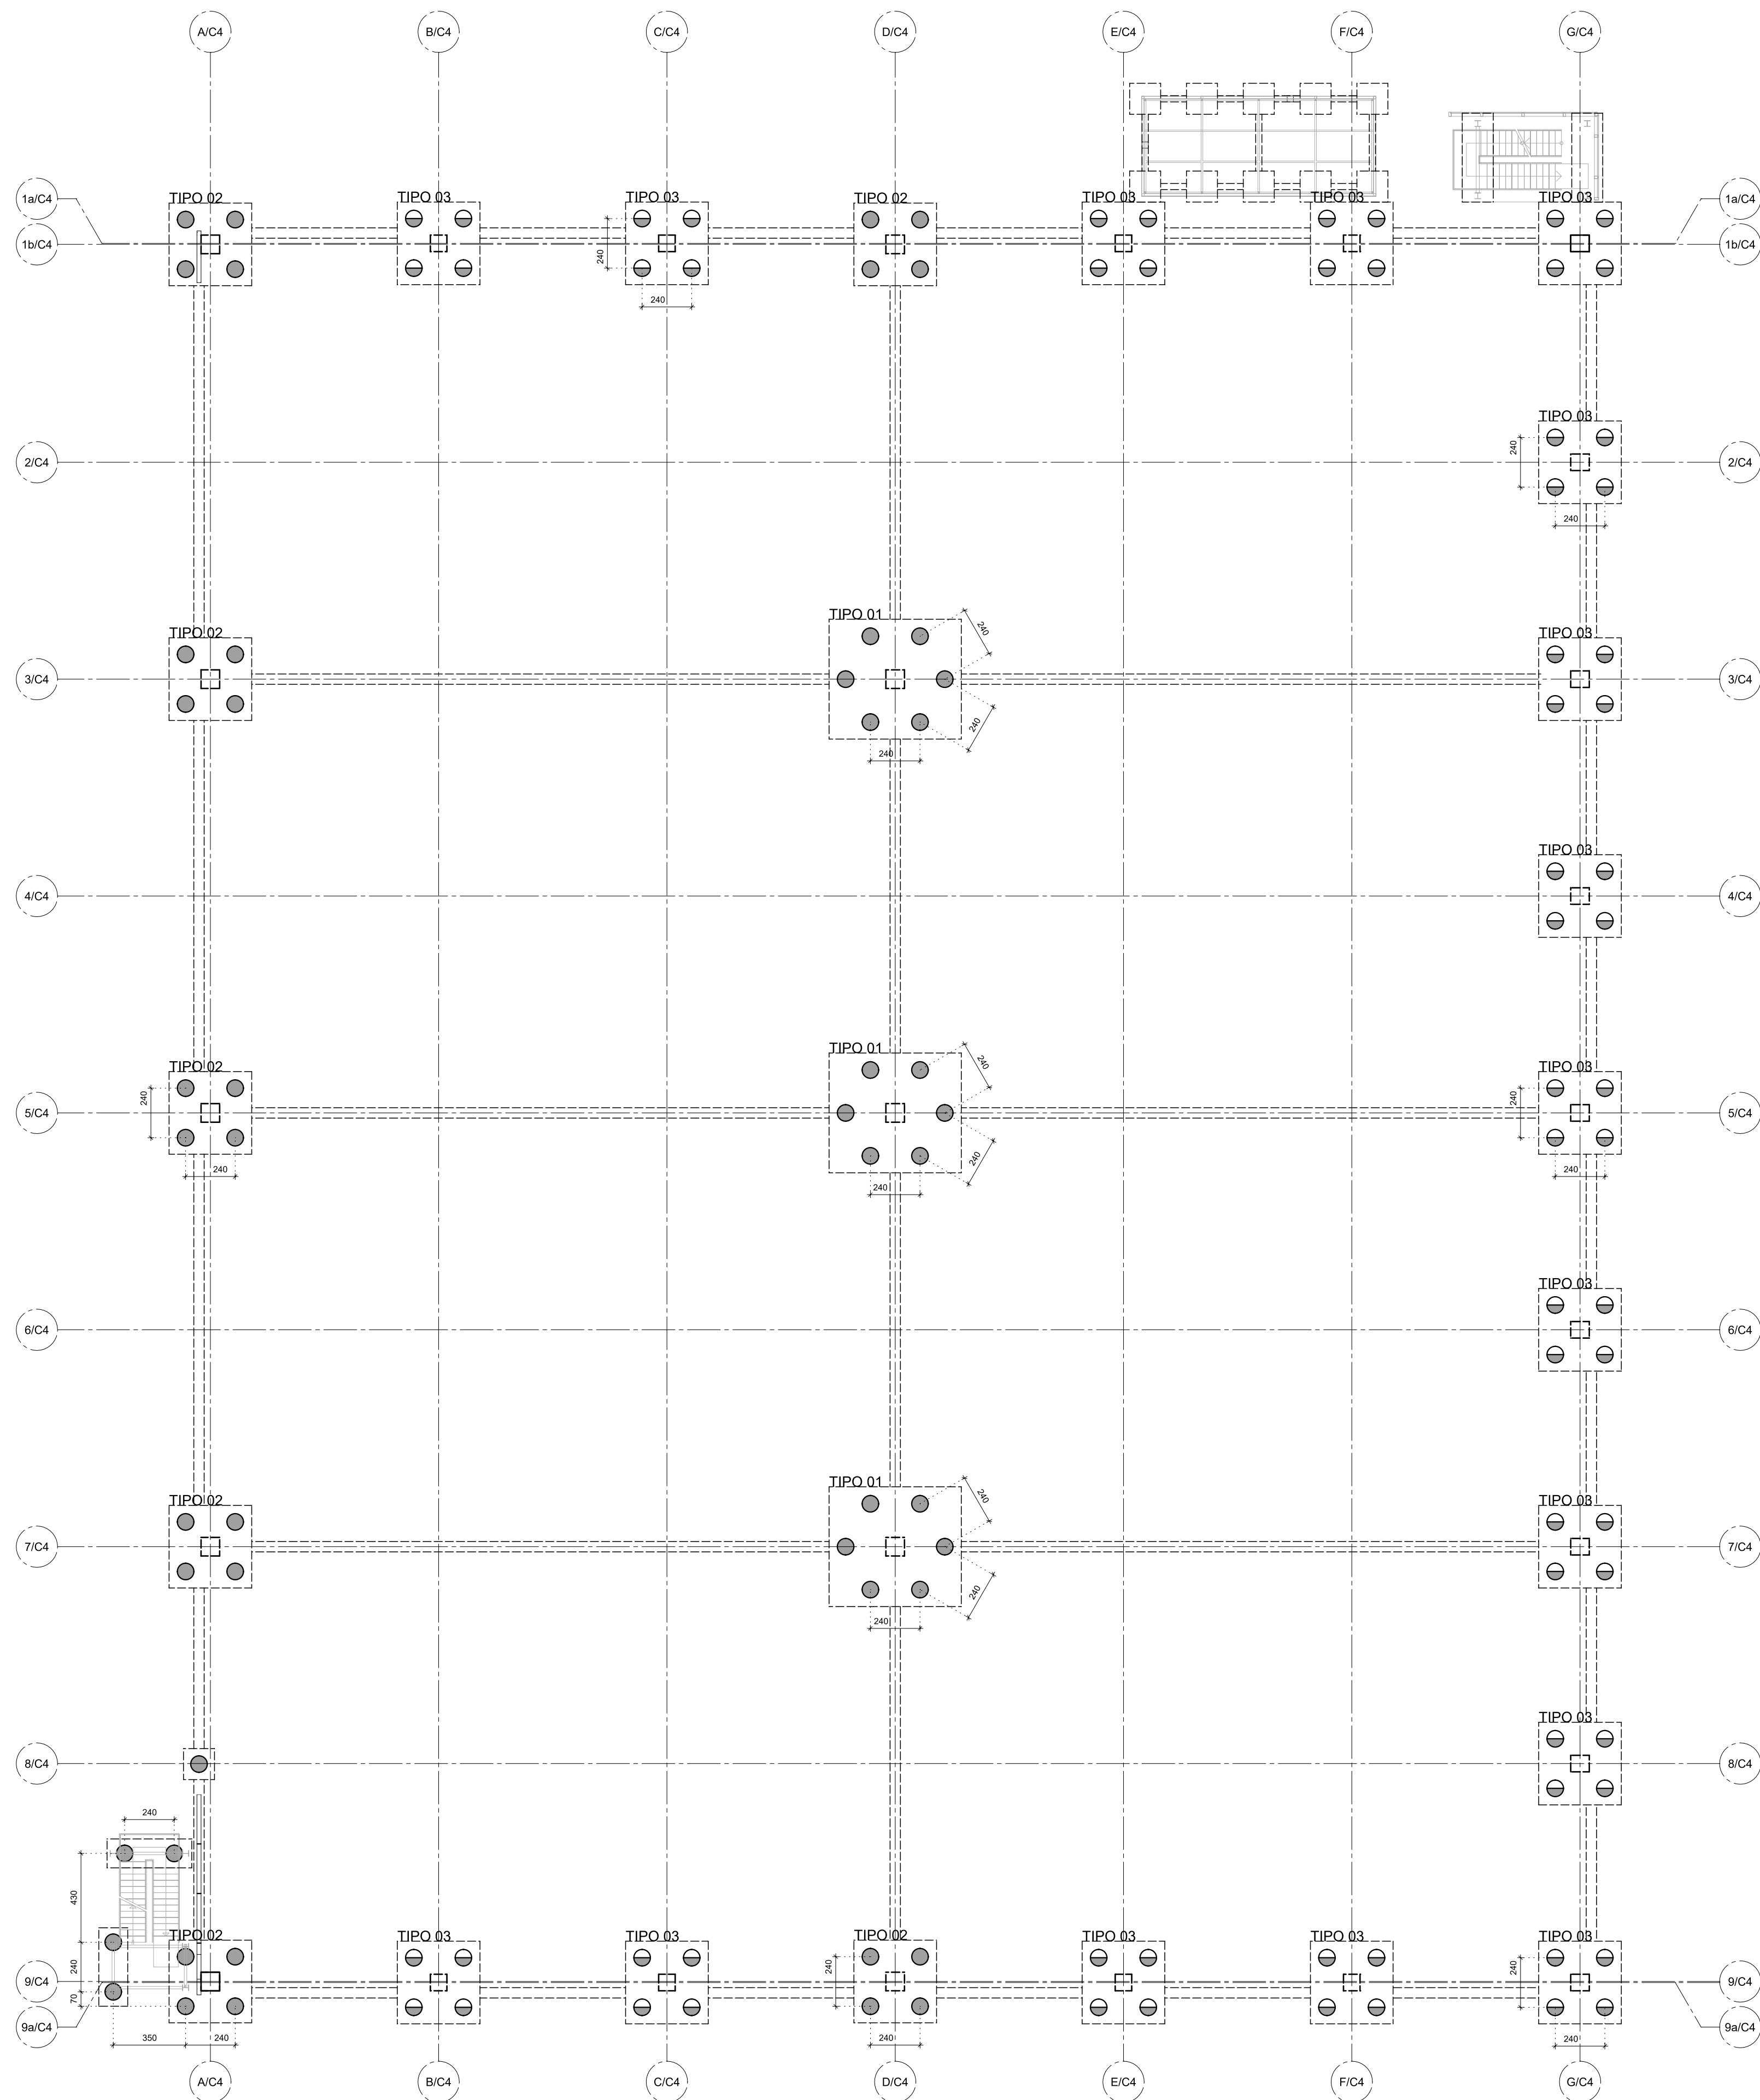 A/C4
B/C4
C/C4
D/C4
E/C4
F/C4
G/C4
1a/C4
1a/C4
TIPO 02
TIPO 03
TIPO 03
TIPO 02
TIPO 03
TIPO 03
TIPO 03
1b/C4
1b/C4
240
240
TIPO 03
2/C4
240
2/C4
240
TIPO 02
TIPO 01
240
TIPO 03
3/C4
3/C4
240
240
TIPO 03
4/C4
4/C4
TIPO 02
TIPO 01
240
TIPO 03
240
240
5/C4
5/C4
240
240
240
240
TIPO 03
6/C4
6/C4
TIPO 02
TIPO 01
240
TIPO 03
7/C4
7/C4
240
240
TIPO 03
8/C4
8/C4
240
430
TIPO 02
TIPO 03
TIPO 03
TIPO 02
TIPO 03
TIPO 03
TIPO 03
240
240
240
9/C4
9/C4
70
9a/C4
9a/C4
350
240
240
240
A/C4
B/C4
C/C4
D/C4
E/C4
F/C4
G/C4